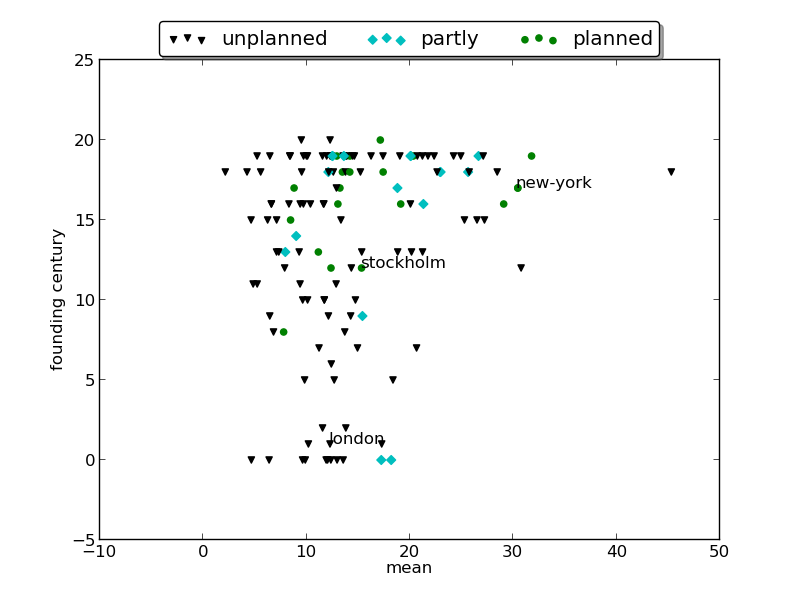 unplanned partly planned
25
20
15
10
5
0
−5
founding century
new-york
stockholm
london
−10 0 10 20 30 40 50
mean